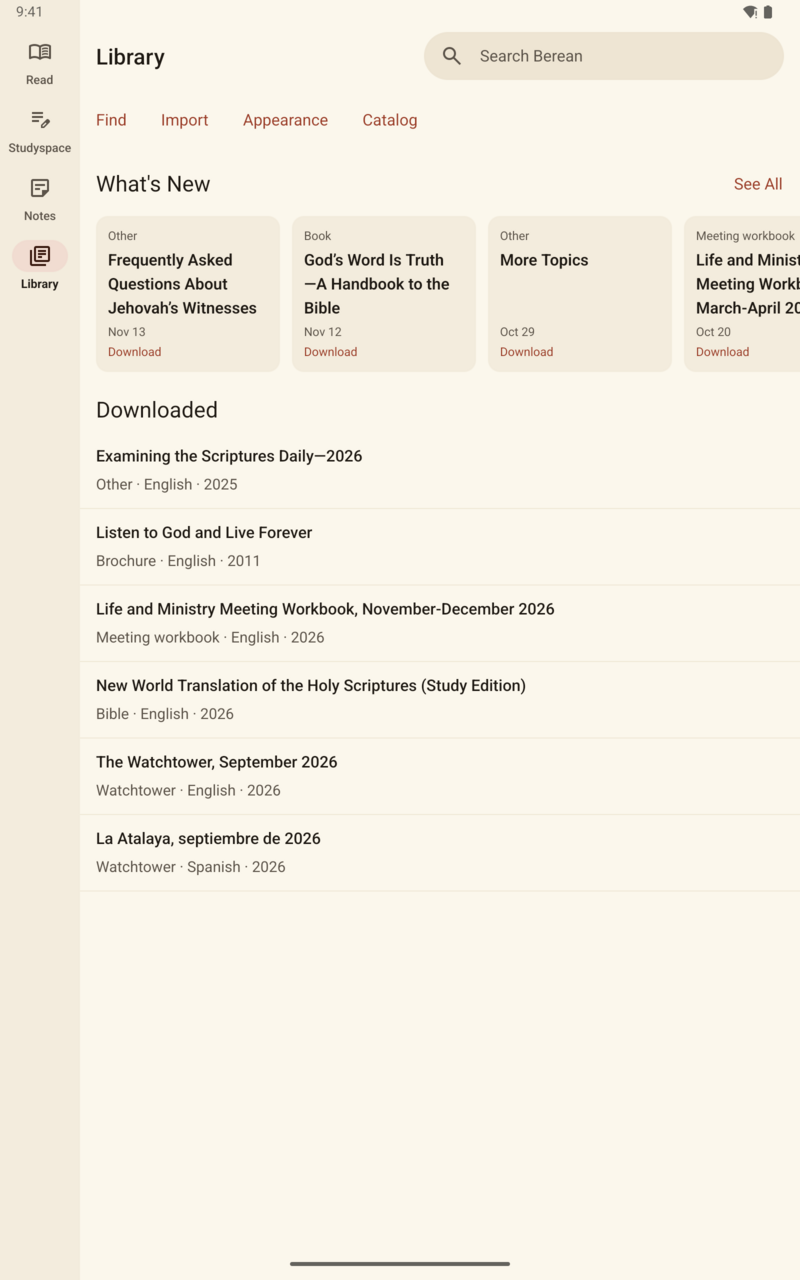 9:41
Read
Studyspace
Notes
Library
Library
Search Berean
Find
Import
Appearance
Catalog
What's New
See All
Other
Frequently Asked
Questions About
Jehovah’s Witnesses
Nov 13
Download
Book
God’s Word Is Truth
—A Handbook to the
Bible
Nov 12
Download
Other
More Topics
Oct 29
Download
Meeting workbook
Life and
Meeting
March-April
Oct 20
Download
Downloaded
Examining the Scriptures Daily—2026
Other · English · 2025
Listen to God and Live Forever
Brochure · English · 2011
Life and Ministry Meeting Workbook, November-December 2026
Meeting workbook · English · 2026
New World Translation of the Holy Scriptures (Study Edition)
Bible · English · 2026
The Watchtower, September 2026
Watchtower · English · 2026
La Atalaya, septiembre de 2026
Watchtower · Spanish · 2026